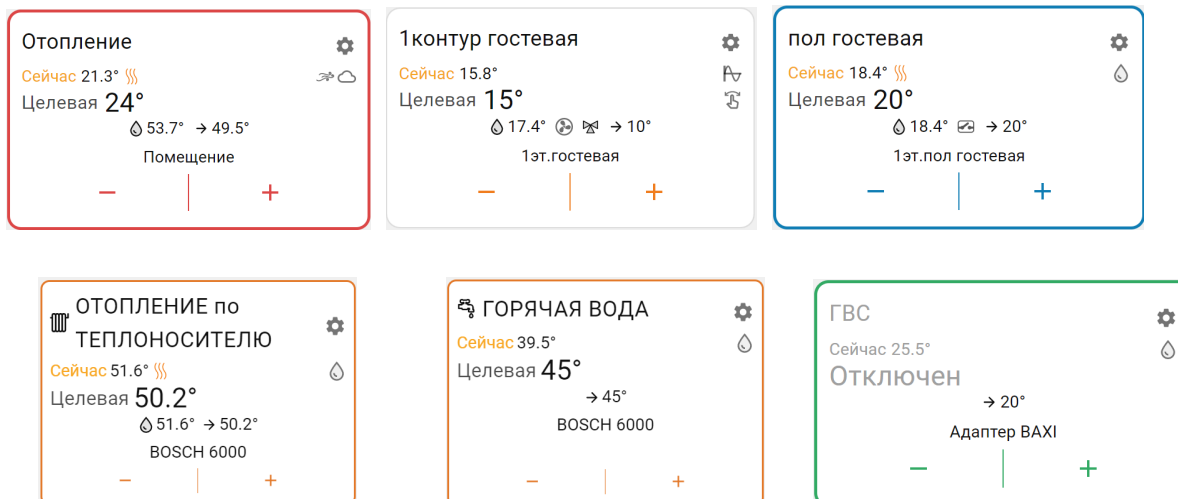 Отопление
Сейчас 21.3°
Целевая 24°
53.7° → 49.5°
Помещение
− +
1контур гостевая
Сейчас 15.8°
Целевая 15°
17.4° → 10°
1эт.гостевая
− +
пол гостевая
Сейчас 18.4°
Целевая 20°
18.4° → 20°
1эт.пол гостевая
− +
ОТОПЛЕНИЕ по
ТЕПЛОНОСИТЕЛЮ
Сейчас 51.6°
Целевая 50.2°
51.6° → 50.2°
BOSCH 6000
− +
ГОРЯЧАЯ ВОДА
Сейчас 39.5°
Целевая 45°
→ 45°
BOSCH 6000
− +
ГВС
Сейчас 25.5°
Отключен
→ 20°
Адаптер BAXI
− +